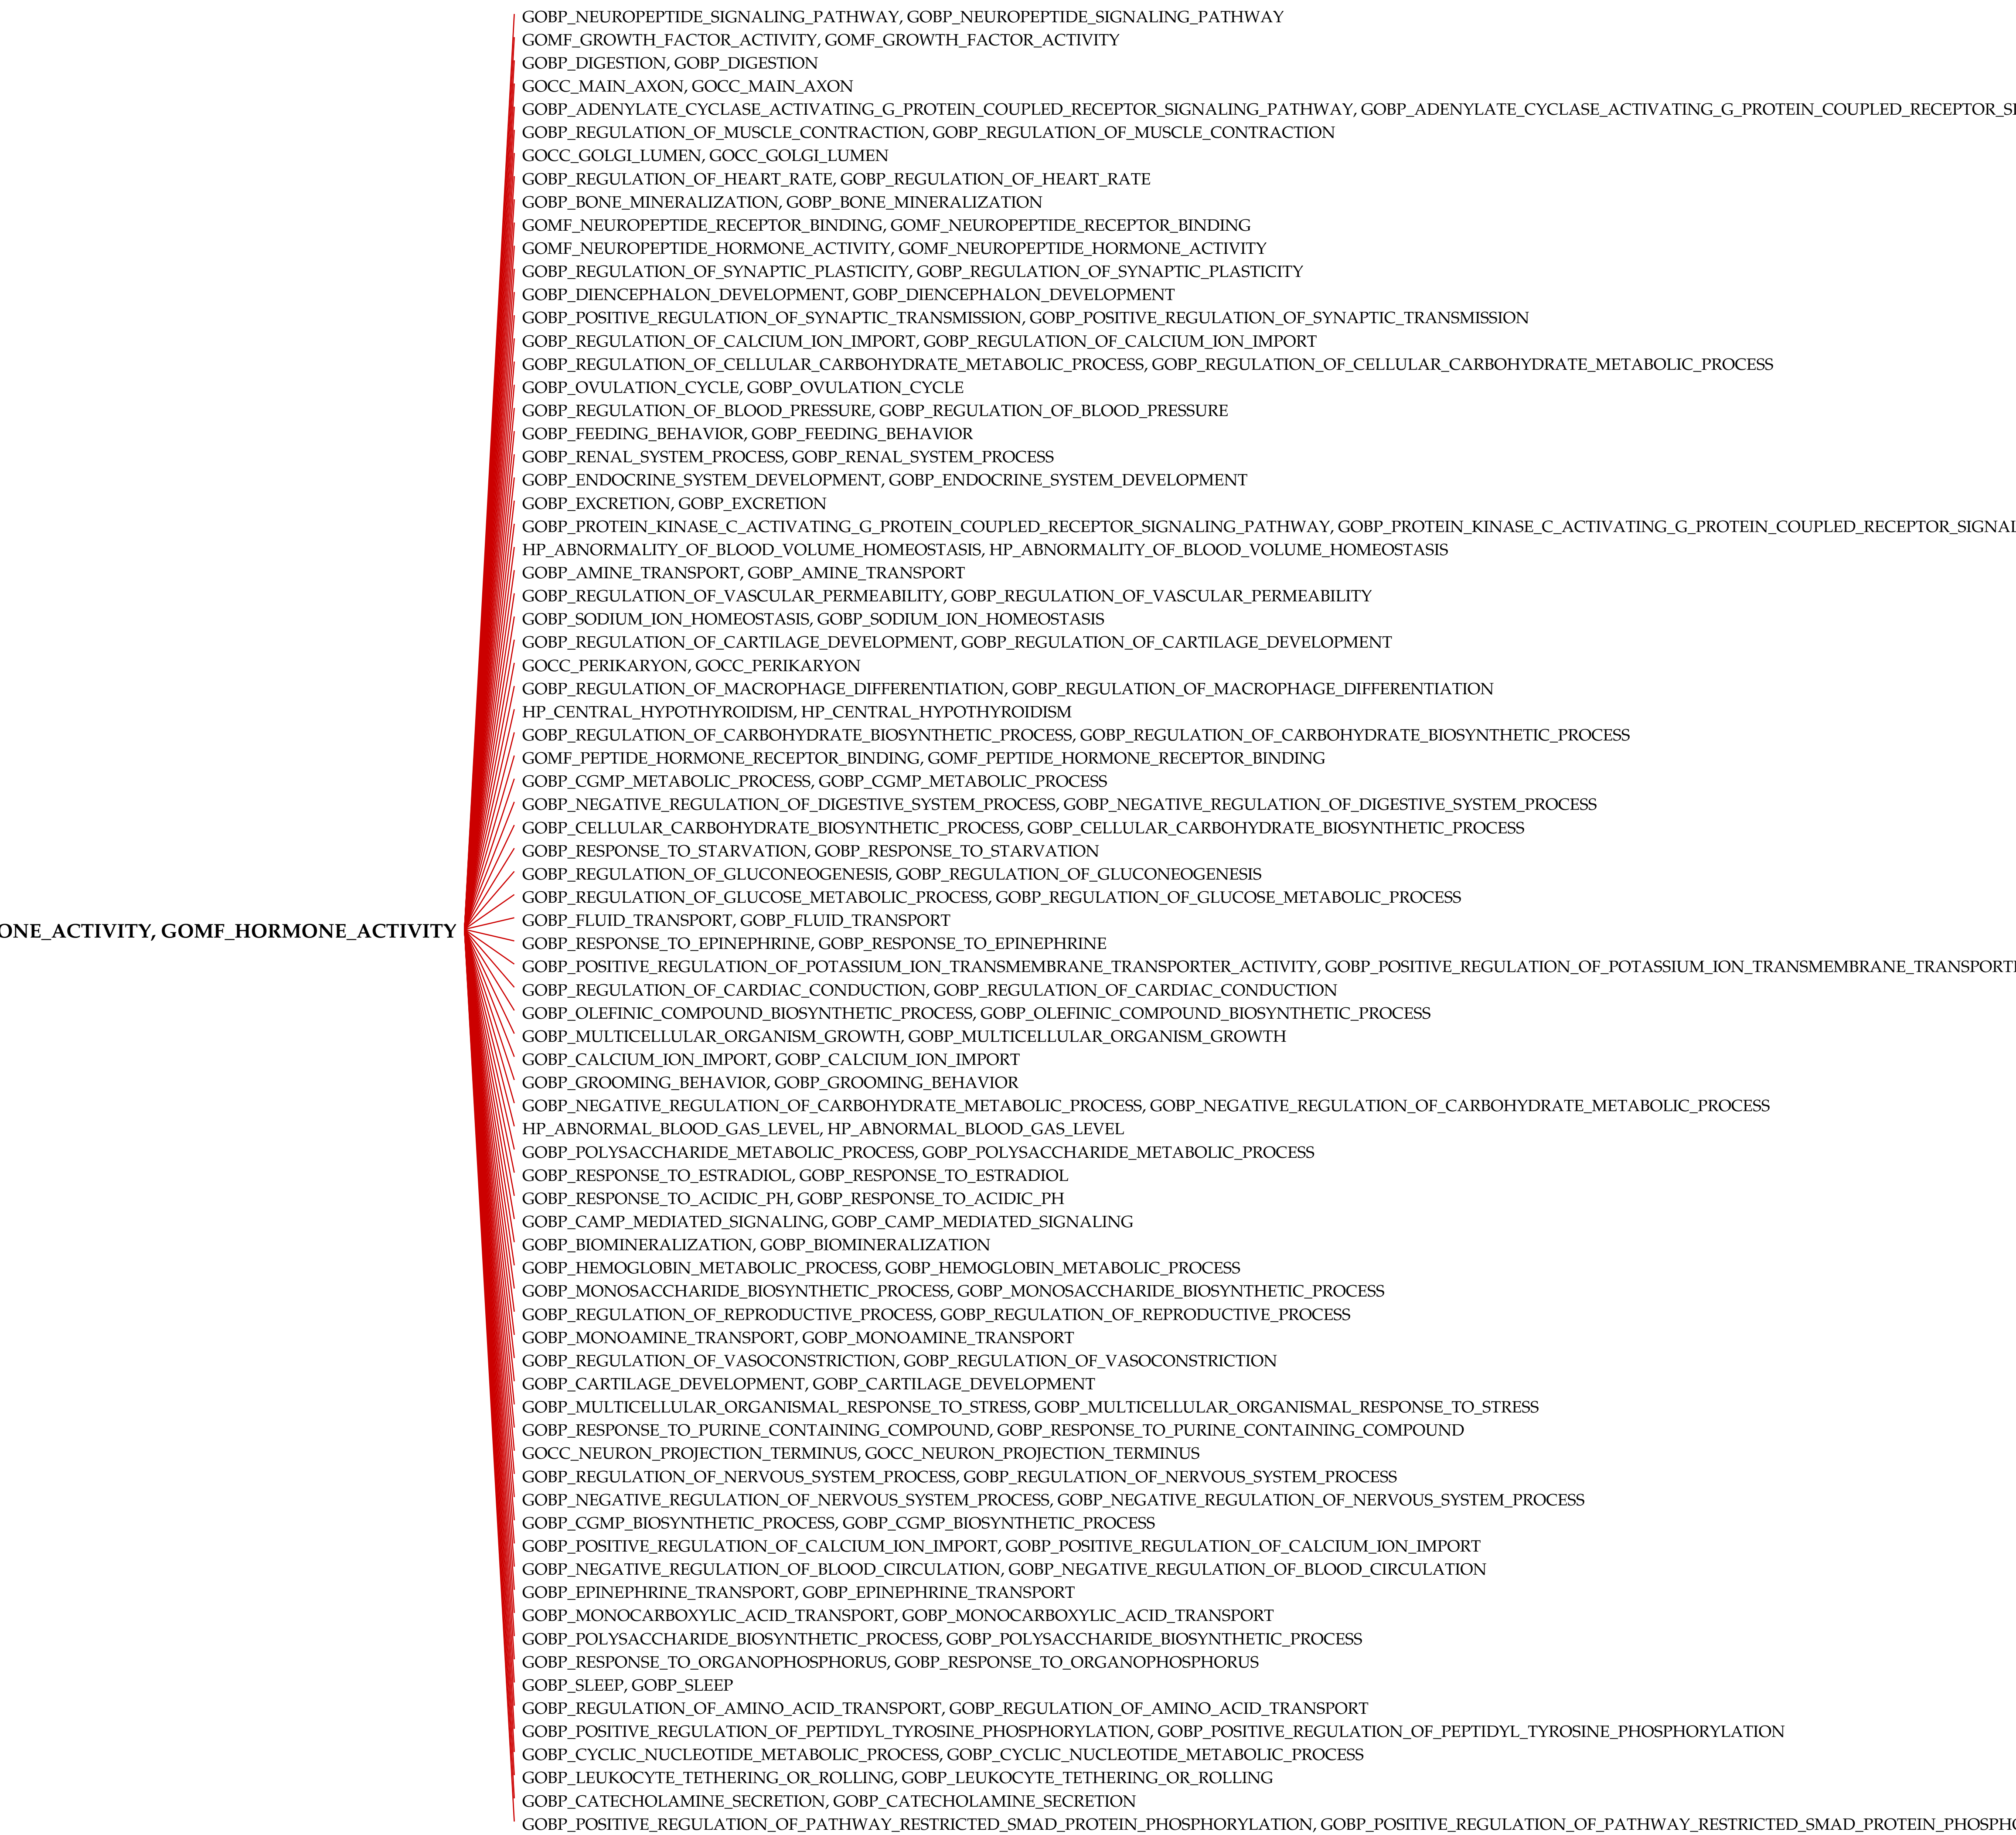 GOBP_NEUROPEPTIDE_SIGNALING_PATHWAY, GOBP_NEUROPEPTIDE_SIGNALING_PATHWAY
GOMF_GROWTH_FACTOR_ACTIVITY, GOMF_GROWTH_FACTOR_ACTIVITY
GOBP_DIGESTION, GOBP_DIGESTION
GOCC_MAIN_AXON, GOCC_MAIN_AXON
GOBP_ADENYLATE_CYCLASE_ACTIVATING_G_PROTEIN_COUPLED_RECEPTOR_SIGNALING_PATHWAY, GOBP_ADENYLATE_CYCLASE_ACTIVATING_G_PROTEIN_COUPLED_RECEPTOR_SI
GOBP_REGULATION_OF_MUSCLE_CONTRACTION, GOBP_REGULATION_OF_MUSCLE_CONTRACTION
GOCC_GOLGI_LUMEN, GOCC_GOLGI_LUMEN
GOBP_REGULATION_OF_HEART_RATE, GOBP_REGULATION_OF_HEART_RATE
GOBP_BONE_MINERALIZATION, GOBP_BONE_MINERALIZATION
GOMF_NEUROPEPTIDE_RECEPTOR_BINDING, GOMF_NEUROPEPTIDE_RECEPTOR_BINDING
GOMF_NEUROPEPTIDE_HORMONE_ACTIVITY, GOMF_NEUROPEPTIDE_HORMONE_ACTIVITY
GOBP_REGULATION_OF_SYNAPTIC_PLASTICITY, GOBP_REGULATION_OF_SYNAPTIC_PLASTICITY
GOBP_DIENCEPHALON_DEVELOPMENT, GOBP_DIENCEPHALON_DEVELOPMENT
GOBP_POSITIVE_REGULATION_OF_SYNAPTIC_TRANSMISSION, GOBP_POSITIVE_REGULATION_OF_SYNAPTIC_TRANSMISSION
GOBP_REGULATION_OF_CALCIUM_ION_IMPORT, GOBP_REGULATION_OF_CALCIUM_ION_IMPORT
GOBP_REGULATION_OF_CELLULAR_CARBOHYDRATE_METABOLIC_PROCESS, GOBP_REGULATION_OF_CELLULAR_CARBOHYDRATE_METABOLIC_PROCESS
GOBP_OVULATION_CYCLE, GOBP_OVULATION_CYCLE
GOBP_REGULATION_OF_BLOOD_PRESSURE, GOBP_REGULATION_OF_BLOOD_PRESSURE
GOBP_FEEDING_BEHAVIOR, GOBP_FEEDING_BEHAVIOR
GOBP_RENAL_SYSTEM_PROCESS, GOBP_RENAL_SYSTEM_PROCESS
GOBP_ENDOCRINE_SYSTEM_DEVELOPMENT, GOBP_ENDOCRINE_SYSTEM_DEVELOPMENT
GOBP_EXCRETION, GOBP_EXCRETION
GOBP_PROTEIN_KINASE_C_ACTIVATING_G_PROTEIN_COUPLED_RECEPTOR_SIGNALING_PATHWAY, GOBP_PROTEIN_KINASE_C_ACTIVATING_G_PROTEIN_COUPLED_RECEPTOR_SIGNAL
HP_ABNORMALITY_OF_BLOOD_VOLUME_HOMEOSTASIS, HP_ABNORMALITY_OF_BLOOD_VOLUME_HOMEOSTASIS
GOBP_AMINE_TRANSPORT, GOBP_AMINE_TRANSPORT
GOBP_REGULATION_OF_VASCULAR_PERMEABILITY, GOBP_REGULATION_OF_VASCULAR_PERMEABILITY
GOBP_SODIUM_ION_HOMEOSTASIS, GOBP_SODIUM_ION_HOMEOSTASIS
GOBP_REGULATION_OF_CARTILAGE_DEVELOPMENT, GOBP_REGULATION_OF_CARTILAGE_DEVELOPMENT
GOCC_PERIKARYON, GOCC_PERIKARYON
GOBP_REGULATION_OF_MACROPHAGE_DIFFERENTIATION, GOBP_REGULATION_OF_MACROPHAGE_DIFFERENTIATION
HP_CENTRAL_HYPOTHYROIDISM, HP_CENTRAL_HYPOTHYROIDISM
GOBP_REGULATION_OF_CARBOHYDRATE_BIOSYNTHETIC_PROCESS, GOBP_REGULATION_OF_CARBOHYDRATE_BIOSYNTHETIC_PROCESS
GOMF_PEPTIDE_HORMONE_RECEPTOR_BINDING, GOMF_PEPTIDE_HORMONE_RECEPTOR_BINDING
GOBP_CGMP_METABOLIC_PROCESS, GOBP_CGMP_METABOLIC_PROCESS
GOBP_NEGATIVE_REGULATION_OF_DIGESTIVE_SYSTEM_PROCESS, GOBP_NEGATIVE_REGULATION_OF_DIGESTIVE_SYSTEM_PROCESS
GOBP_CELLULAR_CARBOHYDRATE_BIOSYNTHETIC_PROCESS, GOBP_CELLULAR_CARBOHYDRATE_BIOSYNTHETIC_PROCESS
GOBP_RESPONSE_TO_STARVATION, GOBP_RESPONSE_TO_STARVATION
GOBP_REGULATION_OF_GLUCONEOGENESIS, GOBP_REGULATION_OF_GLUCONEOGENESIS
GOBP_REGULATION_OF_GLUCOSE_METABOLIC_PROCESS, GOBP_REGULATION_OF_GLUCOSE_METABOLIC_PROCESS
GOBP_FLUID_TRANSPORT, GOBP_FLUID_TRANSPORT
ONE_ACTIVITY, GOMF_HORMONE_ACTIVITY
GOBP_RESPONSE_TO_EPINEPHRINE, GOBP_RESPONSE_TO_EPINEPHRINE
GOBP_POSITIVE_REGULATION_OF_POTASSIUM_ION_TRANSMEMBRANE_TRANSPORTER_ACTIVITY, GOBP_POSITIVE_REGULATION_OF_POTASSIUM_ION_TRANSMEMBRANE_TRANSPORTE
GOBP_REGULATION_OF_CARDIAC_CONDUCTION, GOBP_REGULATION_OF_CARDIAC_CONDUCTION
GOBP_OLEFINIC_COMPOUND_BIOSYNTHETIC_PROCESS, GOBP_OLEFINIC_COMPOUND_BIOSYNTHETIC_PROCESS
GOBP_MULTICELLULAR_ORGANISM_GROWTH, GOBP_MULTICELLULAR_ORGANISM_GROWTH
GOBP_CALCIUM_ION_IMPORT, GOBP_CALCIUM_ION_IMPORT
GOBP_GROOMING_BEHAVIOR, GOBP_GROOMING_BEHAVIOR
GOBP_NEGATIVE_REGULATION_OF_CARBOHYDRATE_METABOLIC_PROCESS, GOBP_NEGATIVE_REGULATION_OF_CARBOHYDRATE_METABOLIC_PROCESS
HP_ABNORMAL_BLOOD_GAS_LEVEL, HP_ABNORMAL_BLOOD_GAS_LEVEL
GOBP_POLYSACCHARIDE_METABOLIC_PROCESS, GOBP_POLYSACCHARIDE_METABOLIC_PROCESS
GOBP_RESPONSE_TO_ESTRADIOL, GOBP_RESPONSE_TO_ESTRADIOL
GOBP_RESPONSE_TO_ACIDIC_PH, GOBP_RESPONSE_TO_ACIDIC_PH
GOBP_CAMP_MEDIATED_SIGNALING, GOBP_CAMP_MEDIATED_SIGNALING
GOBP_BIOMINERALIZATION, GOBP_BIOMINERALIZATION
GOBP_HEMOGLOBIN_METABOLIC_PROCESS, GOBP_HEMOGLOBIN_METABOLIC_PROCESS
GOBP_MONOSACCHARIDE_BIOSYNTHETIC_PROCESS, GOBP_MONOSACCHARIDE_BIOSYNTHETIC_PROCESS
GOBP_REGULATION_OF_REPRODUCTIVE_PROCESS, GOBP_REGULATION_OF_REPRODUCTIVE_PROCESS
GOBP_MONOAMINE_TRANSPORT, GOBP_MONOAMINE_TRANSPORT
GOBP_REGULATION_OF_VASOCONSTRICTION, GOBP_REGULATION_OF_VASOCONSTRICTION
GOBP_CARTILAGE_DEVELOPMENT, GOBP_CARTILAGE_DEVELOPMENT
GOBP_MULTICELLULAR_ORGANISMAL_RESPONSE_TO_STRESS, GOBP_MULTICELLULAR_ORGANISMAL_RESPONSE_TO_STRESS
GOBP_RESPONSE_TO_PURINE_CONTAINING_COMPOUND, GOBP_RESPONSE_TO_PURINE_CONTAINING_COMPOUND
GOCC_NEURON_PROJECTION_TERMINUS, GOCC_NEURON_PROJECTION_TERMINUS
GOBP_REGULATION_OF_NERVOUS_SYSTEM_PROCESS, GOBP_REGULATION_OF_NERVOUS_SYSTEM_PROCESS
GOBP_NEGATIVE_REGULATION_OF_NERVOUS_SYSTEM_PROCESS, GOBP_NEGATIVE_REGULATION_OF_NERVOUS_SYSTEM_PROCESS
GOBP_CGMP_BIOSYNTHETIC_PROCESS, GOBP_CGMP_BIOSYNTHETIC_PROCESS
GOBP_POSITIVE_REGULATION_OF_CALCIUM_ION_IMPORT, GOBP_POSITIVE_REGULATION_OF_CALCIUM_ION_IMPORT
GOBP_NEGATIVE_REGULATION_OF_BLOOD_CIRCULATION, GOBP_NEGATIVE_REGULATION_OF_BLOOD_CIRCULATION
GOBP_EPINEPHRINE_TRANSPORT, GOBP_EPINEPHRINE_TRANSPORT
GOBP_MONOCARBOXYLIC_ACID_TRANSPORT, GOBP_MONOCARBOXYLIC_ACID_TRANSPORT
GOBP_POLYSACCHARIDE_BIOSYNTHETIC_PROCESS, GOBP_POLYSACCHARIDE_BIOSYNTHETIC_PROCESS
GOBP_RESPONSE_TO_ORGANOPHOSPHORUS, GOBP_RESPONSE_TO_ORGANOPHOSPHORUS
GOBP_SLEEP, GOBP_SLEEP
GOBP_REGULATION_OF_AMINO_ACID_TRANSPORT, GOBP_REGULATION_OF_AMINO_ACID_TRANSPORT
GOBP_POSITIVE_REGULATION_OF_PEPTIDYL_TYROSINE_PHOSPHORYLATION, GOBP_POSITIVE_REGULATION_OF_PEPTIDYL_TYROSINE_PHOSPHORYLATION
GOBP_CYCLIC_NUCLEOTIDE_METABOLIC_PROCESS, GOBP_CYCLIC_NUCLEOTIDE_METABOLIC_PROCESS
GOBP_LEUKOCYTE_TETHERING_OR_ROLLING, GOBP_LEUKOCYTE_TETHERING_OR_ROLLING
GOBP_CATECHOLAMINE_SECRETION, GOBP_CATECHOLAMINE_SECRETION
GOBP_POSITIVE_REGULATION_OF_PATHWAY_RESTRICTED_SMAD_PROTEIN_PHOSPHORYLATION, GOBP_POSITIVE_REGULATION_OF_PATHWAY_RESTRICTED_SMAD_PROTEIN_PHOSPH